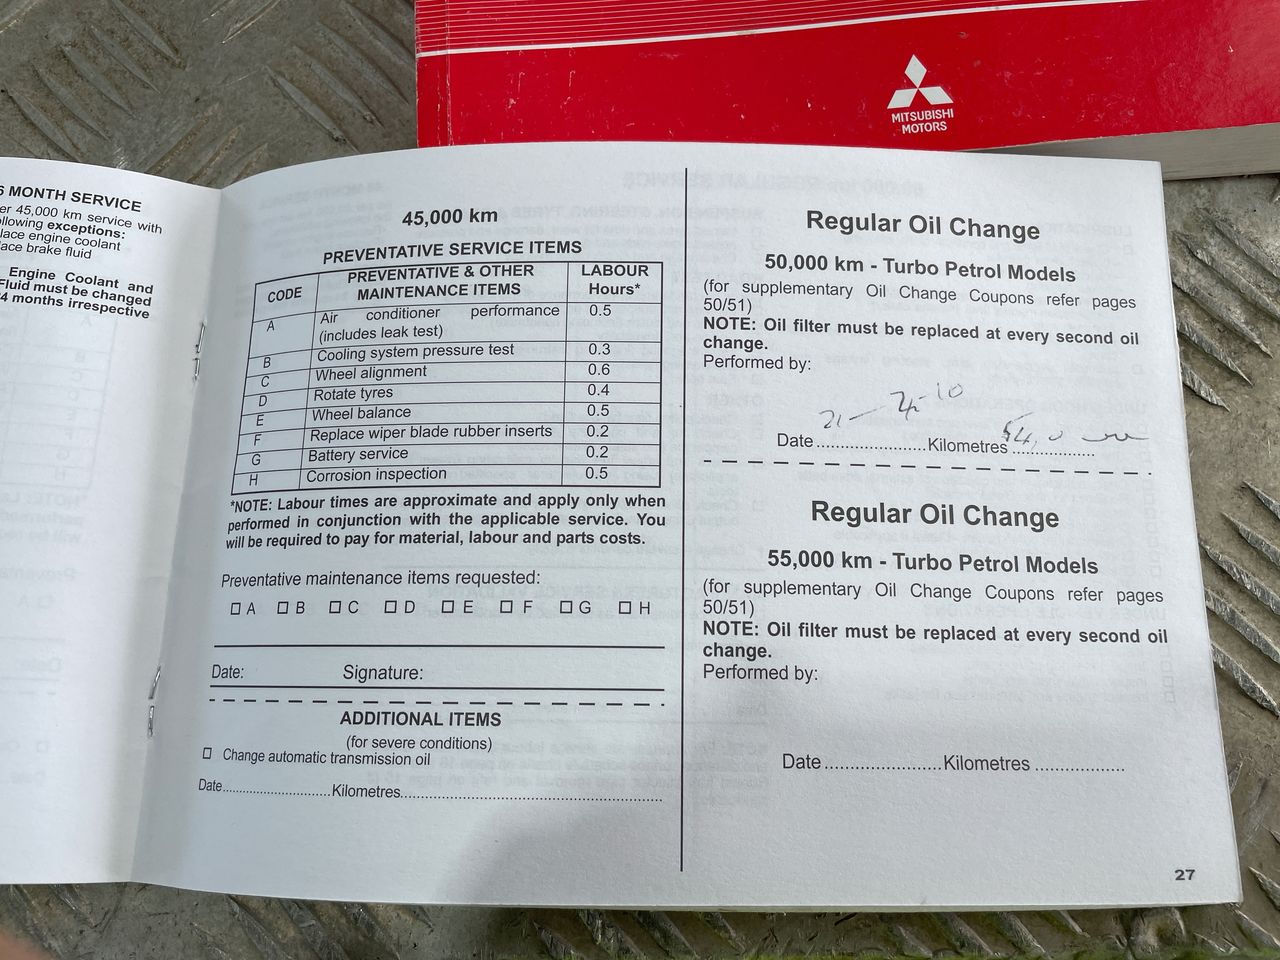 MITSUBISHI
MOTORS
6 MONTH SERVICE
er 45,000 km service with
ollowing exceptions:
lace engine coolant
lace brake fluid
Engine Coolant and
Fluid must be changed
24 months irrespective
45,000 km
PREVENTATIVE SERVICE ITEMS
CODE PREVENTATIVE & OTHER MAINTENANCE ITEMS LABOUR Hours*
A Air conditioner performance 0.5
(includes leak test)
B Cooling system pressure test 0.3
C Wheel alignment 0.6
D Rotate tyres 0.4
E Wheel balance 0.5
F Replace wiper blade rubber inserts 0.2
G Battery service 0.2
H Corrosion inspection 0.5
*NOTE: Labour times are approximate and apply only when
performed in conjunction with the applicable service. You
will be required to pay for material, labour and parts costs.
Preventative maintenance items requested:
A B C D E F G H
Date: Signature:
ADDITIONAL ITEMS
(for severe conditions)
Change automatic transmission oil
Date..............................Kilometres......................................................................
Regular Oil Change
50,000 km - Turbo Petrol Models
(for supplementary Oil Change Coupons refer pages
50/51)
NOTE: Oil filter must be replaced at every second oil
change.
Performed by:
Date..........................Kilometres....................
Regular Oil Change
55,000 km - Turbo Petrol Models
(for supplementary Oil Change Coupons refer pages
50/51)
NOTE: Oil filter must be replaced at every second oil
change.
Performed by:
Date..........................Kilometres ....................
27